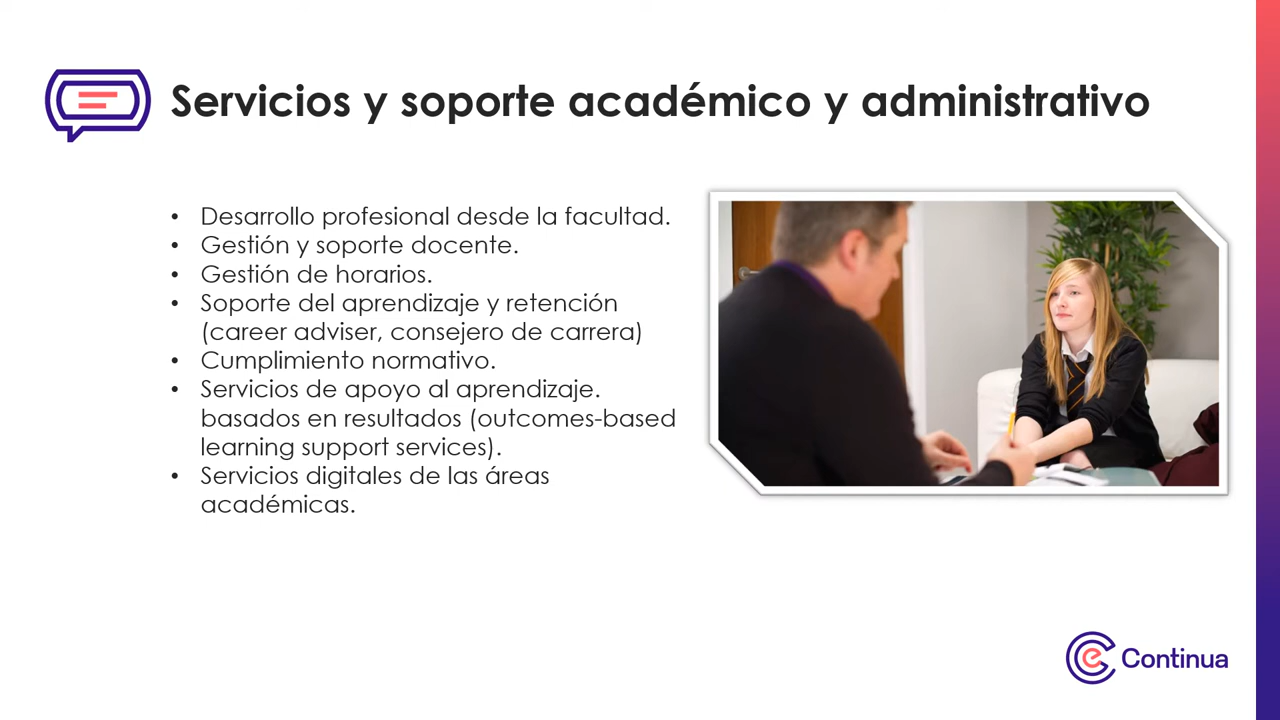 Servicios y soporte académico y administrativo
• Desarrollo profesional desde la facultad.
• Gestión y soporte docente.
• Gestión de horarios.
• Soporte del aprendizaje y retención
(career adviser, consejero de carrera)
• Cumplimiento normativo.
• Servicios de apoyo al aprendizaje.
basados en resultados (outcomes-based
learning support services).
• Servicios digitales de las áreas
académicas.
Continua